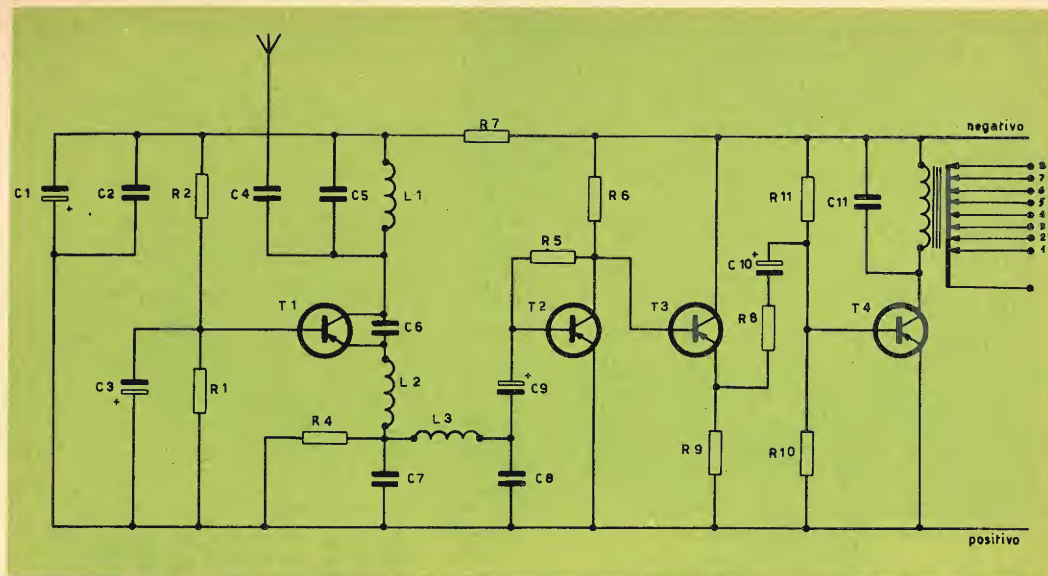 R7
negativo
8
7
6
5
4
3
2
1
C1
+
C2
R2
C4
C5
L1
R6
R11
C11
R5
C10
+
T1
T2
T3
R8
T4
C6
C3
+
R1
L2
+
C9
R4
L3
C7
C8
R9
R10
positivo